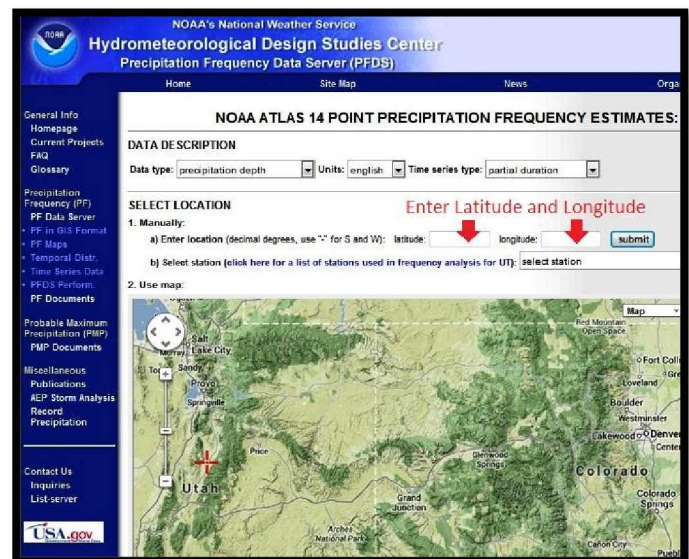 NOAA
NOAA's National Weather Service
Hydrometeorological Design Studies Center
Precipitation Frequency Data Server (PFDS)
Home Site Map News Orga
General Info
Homepage
Current Projects
FAQ
Glossary
Precipitation
Frequency (PF)
PF Data Server
• PF in GIS Format
• PF Maps
• Temporal Distr.
• Time Series Data
• PFDS Perform.
PF Documents
Probable Maximum
Precipitation (PMP)
PMP Documents
Miscellaneous
Publications
AEP Storm Analysis
Record
Precipitation
Contact Us
Inquiries
List-server
USA.gov
NOAA ATLAS 14 POINT PRECIPITATION FREQUENCY ESTIMATES:
DATA DESCRIPTION
Data type: precipitation depth Units: english Time series type: partial duration
SELECT LOCATION
Enter Latitude and Longitude
1. Manually:
a) Enter location (decimal degrees, use "-" for S and W): latitude: longitude: submit
b) Select station (click here for a list of stations used in frequency analysis for UT): select station
2. Use map:
Map
Red Mountain
Open Space
Salt
Lake City
Murray
Sandy
Provo
Springville
Price
Utah
Fort Coll
Gre
Loveland
Boulder
Westminster
Lakewood Denve
Cente
Glenwood
Springs
Colorado
Grand
Junction
Colorado
Springs
Arches
National Park
Cañon City
Puebl